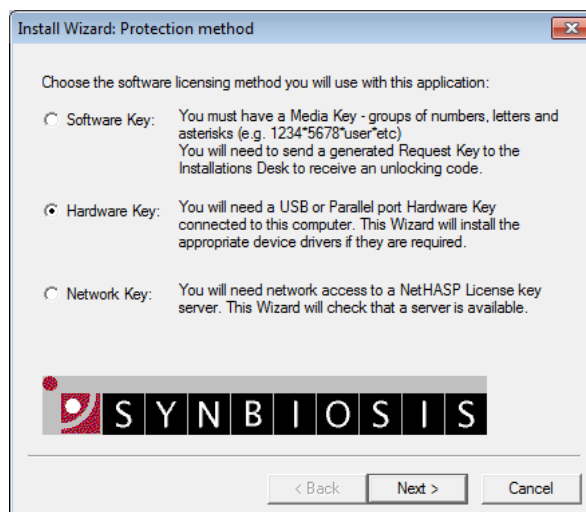 Install Wizard: Protection method
Choose the software licensing method you will use with this application:
Software Key:
You must have a Media Key - groups of numbers, letters and
asterisks (e.g. 1234*5678*user*etc)
You will need to send a generated Request Key to the
Installations Desk to receive an unlocking code.
Hardware Key:
You will need a USB or Parallel port Hardware Key
connected to this computer. This Wizard will install the
appropriate device drivers if they are required.
Network Key:
You will need network access to a NetHASP License key
server. This Wizard will check that a server is available.
SYNBIOSIS
< Back Next > Cancel